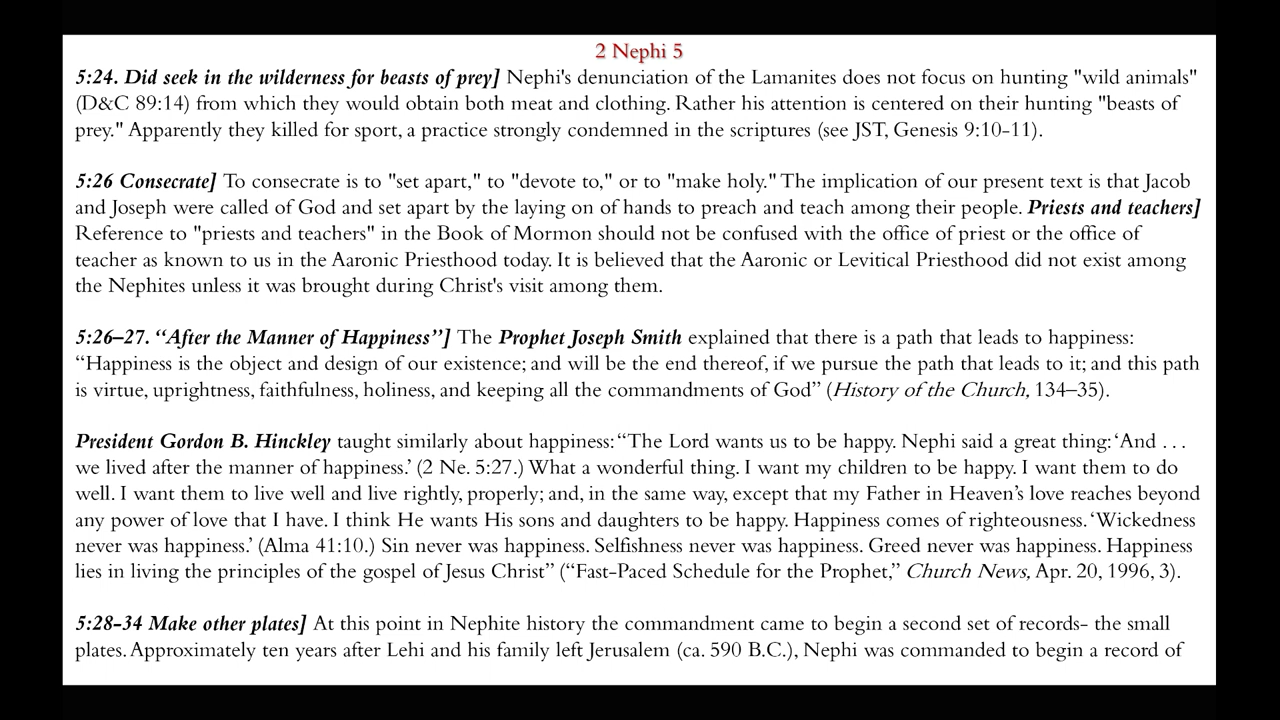 2 Nephi 5
5:24. Did seek in the wilderness for beasts of prey] Nephi's denunciation of the Lamanites does not focus on hunting "wild animals"
(D&C 89:14) from which they would obtain both meat and clothing. Rather his attention is centered on their hunting "beasts of
prey." Apparently they killed for sport, a practice strongly condemned in the scriptures (see JST, Genesis 9:10-11).
5:26 Consecrate] To consecrate is to "set apart," to "devote to," or to "make holy." The implication of our present text is that Jacob
and Joseph were called of God and set apart by the laying on of hands to preach and teach among their people. Priests and teachers]
Reference to "priests and teachers" in the Book of Mormon should not be confused with the office of priest or the office of
teacher as known to us in the Aaronic Priesthood today. It is believed that the Aaronic or Levitical Priesthood did not exist among
the Nephites unless it was brought during Christ's visit among them.
5:26–27. “After the Manner of Happiness”] The Prophet Joseph Smith explained that there is a path that leads to happiness:
“Happiness is the object and design of our existence; and will be the end thereof, if we pursue the path that leads to it; and this path
is virtue, uprightness, faithfulness, holiness, and keeping all the commandments of God” (History of the Church, 134–35).
President Gordon B. Hinckley taught similarly about happiness: “The Lord wants us to be happy. Nephi said a great thing: ‘And . . .
we lived after the manner of happiness.’ (2 Ne. 5:27.) What a wonderful thing. I want my children to be happy. I want them to do
well. I want them to live well and live rightly, properly; and, in the same way, except that my Father in Heaven’s love reaches beyond
any power of love that I have. I think He wants His sons and daughters to be happy. Happiness comes of righteousness. ‘Wickedness
never was happiness.’ (Alma 41:10.) Sin never was happiness. Selfishness never was happiness. Greed never was happiness. Happiness
lies in living the principles of the gospel of Jesus Christ” (“Fast-Paced Schedule for the Prophet,” Church News, Apr. 20, 1996, 3).
5:28-34 Make other plates] At this point in Nephite history the commandment came to begin a second set of records- the small
plates. Approximately ten years after Lehi and his family left Jerusalem (ca. 590 B.C.), Nephi was commanded to begin a record of